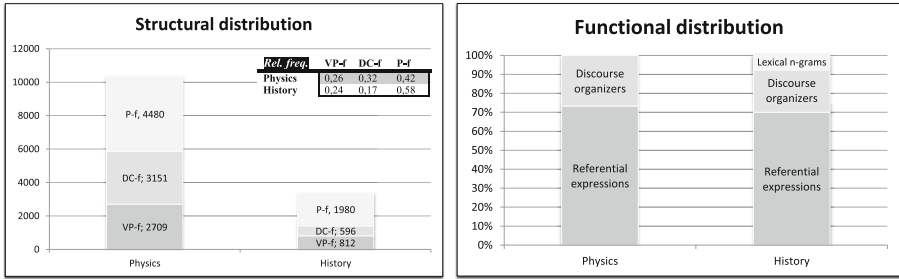 Structural distribution
12000
10000
8000
6000
4000
2000
0
Rel. freq. VP-f DC-f P-f
Physics 0,26 0,32 0,42
History 0,24 0,17 0,58
P-f, 4480
DC-f; 3151
VP-f; 2709
P-f, 1980
DC-f; 596
VP-f; 812
Physics History
Functional distribution
100%
90%
80%
70%
60%
50%
40%
30%
20%
10%
0%
Discourse
organizers
Referential
expressions
Lexical n-grams
Discourse
organizers
Referential
expressions
Physics History